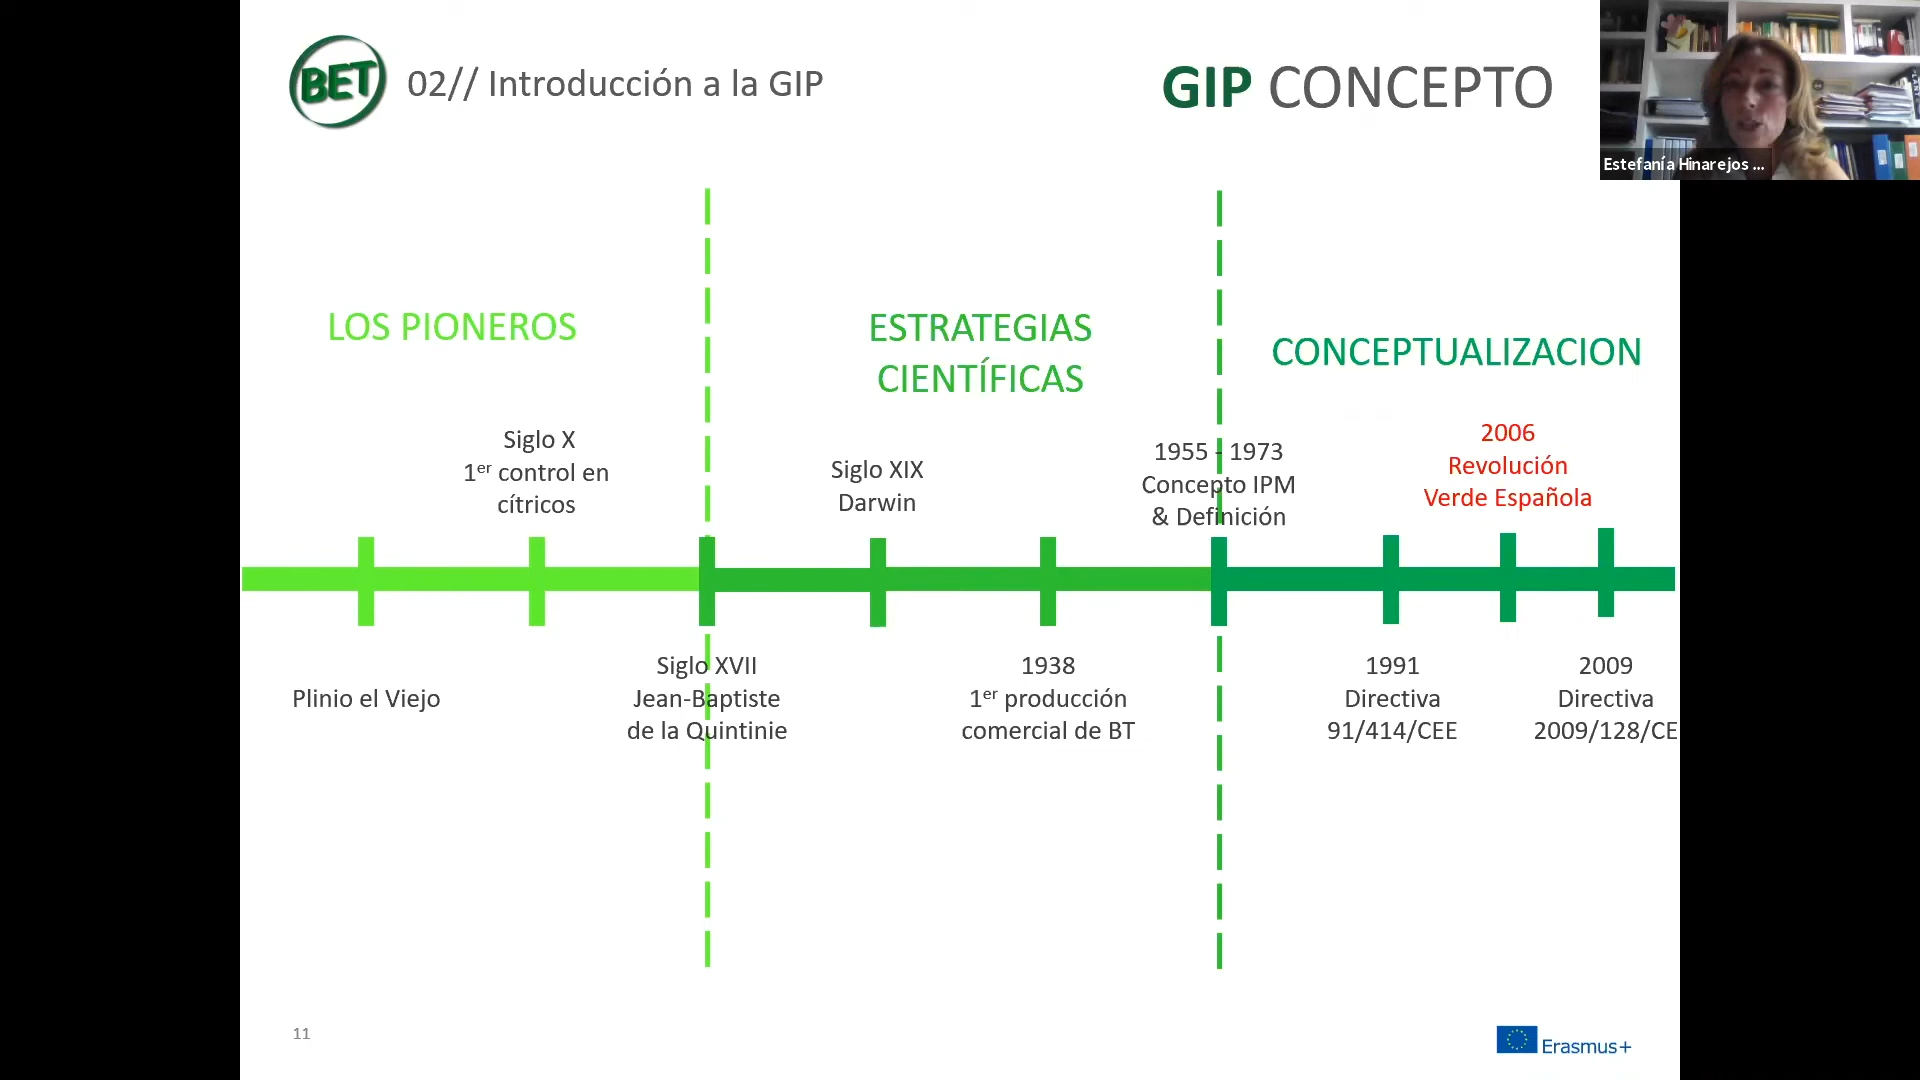 BET
02// Introducción a la GIP
GIP CONCEPTO
Estefanía Hinarejos ...
LOS PIONEROS
ESTRATEGIAS
CIENTÍFICAS
CONCEPTUALIZACION
Siglo X
1er control en
cítricos
Siglo XIX
Darwin
1955 - 1973
Concepto IPM
& Definición
2006
Revolución
Verde Española
Plinio el Viejo
Siglo XVII
Jean-Baptiste
de la Quintinie
1938
1er producción
comercial de BT
1991
Directiva
91/414/CEE
2009
Directiva
2009/128/CE
11
Erasmus+